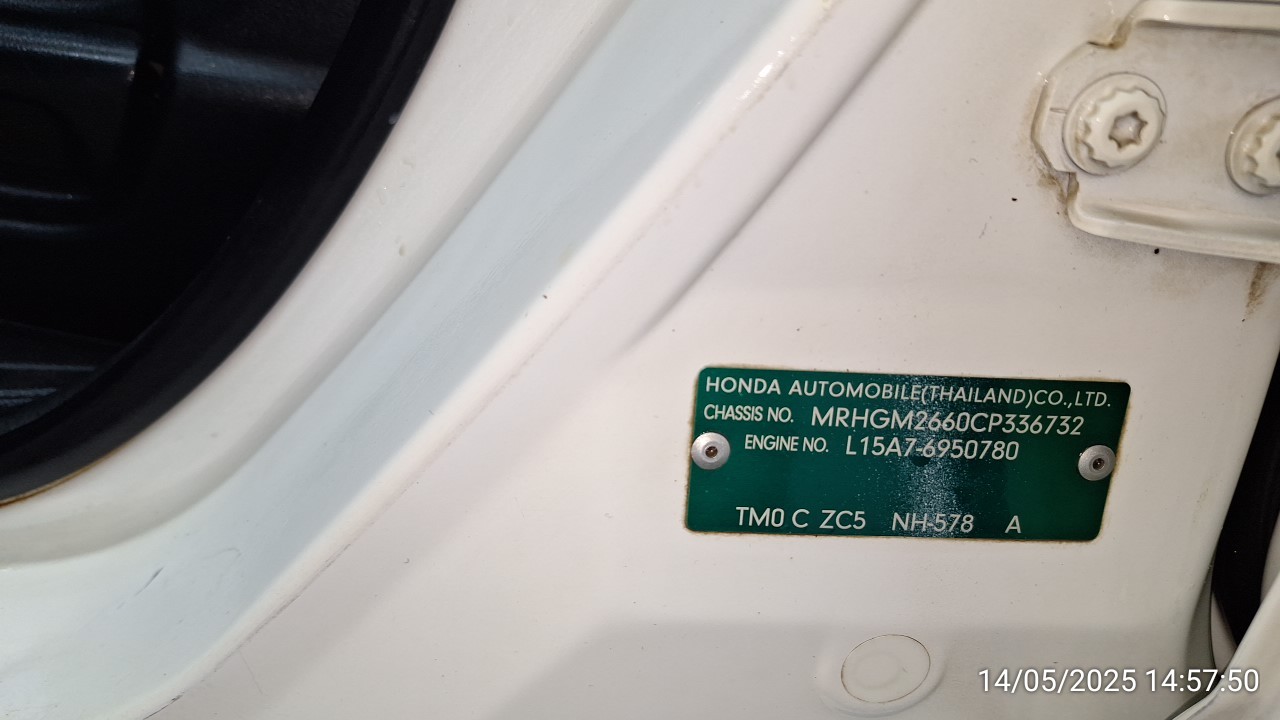 HONDA AUTOMOBILE(THAILAND)CO.,LTD.
CHASSIS NO. MRHGM2660CP336732
ENGINE NO. L15A7-6950780
TM0 C ZC5 NH-578 A
14/05/2025 14:57:50